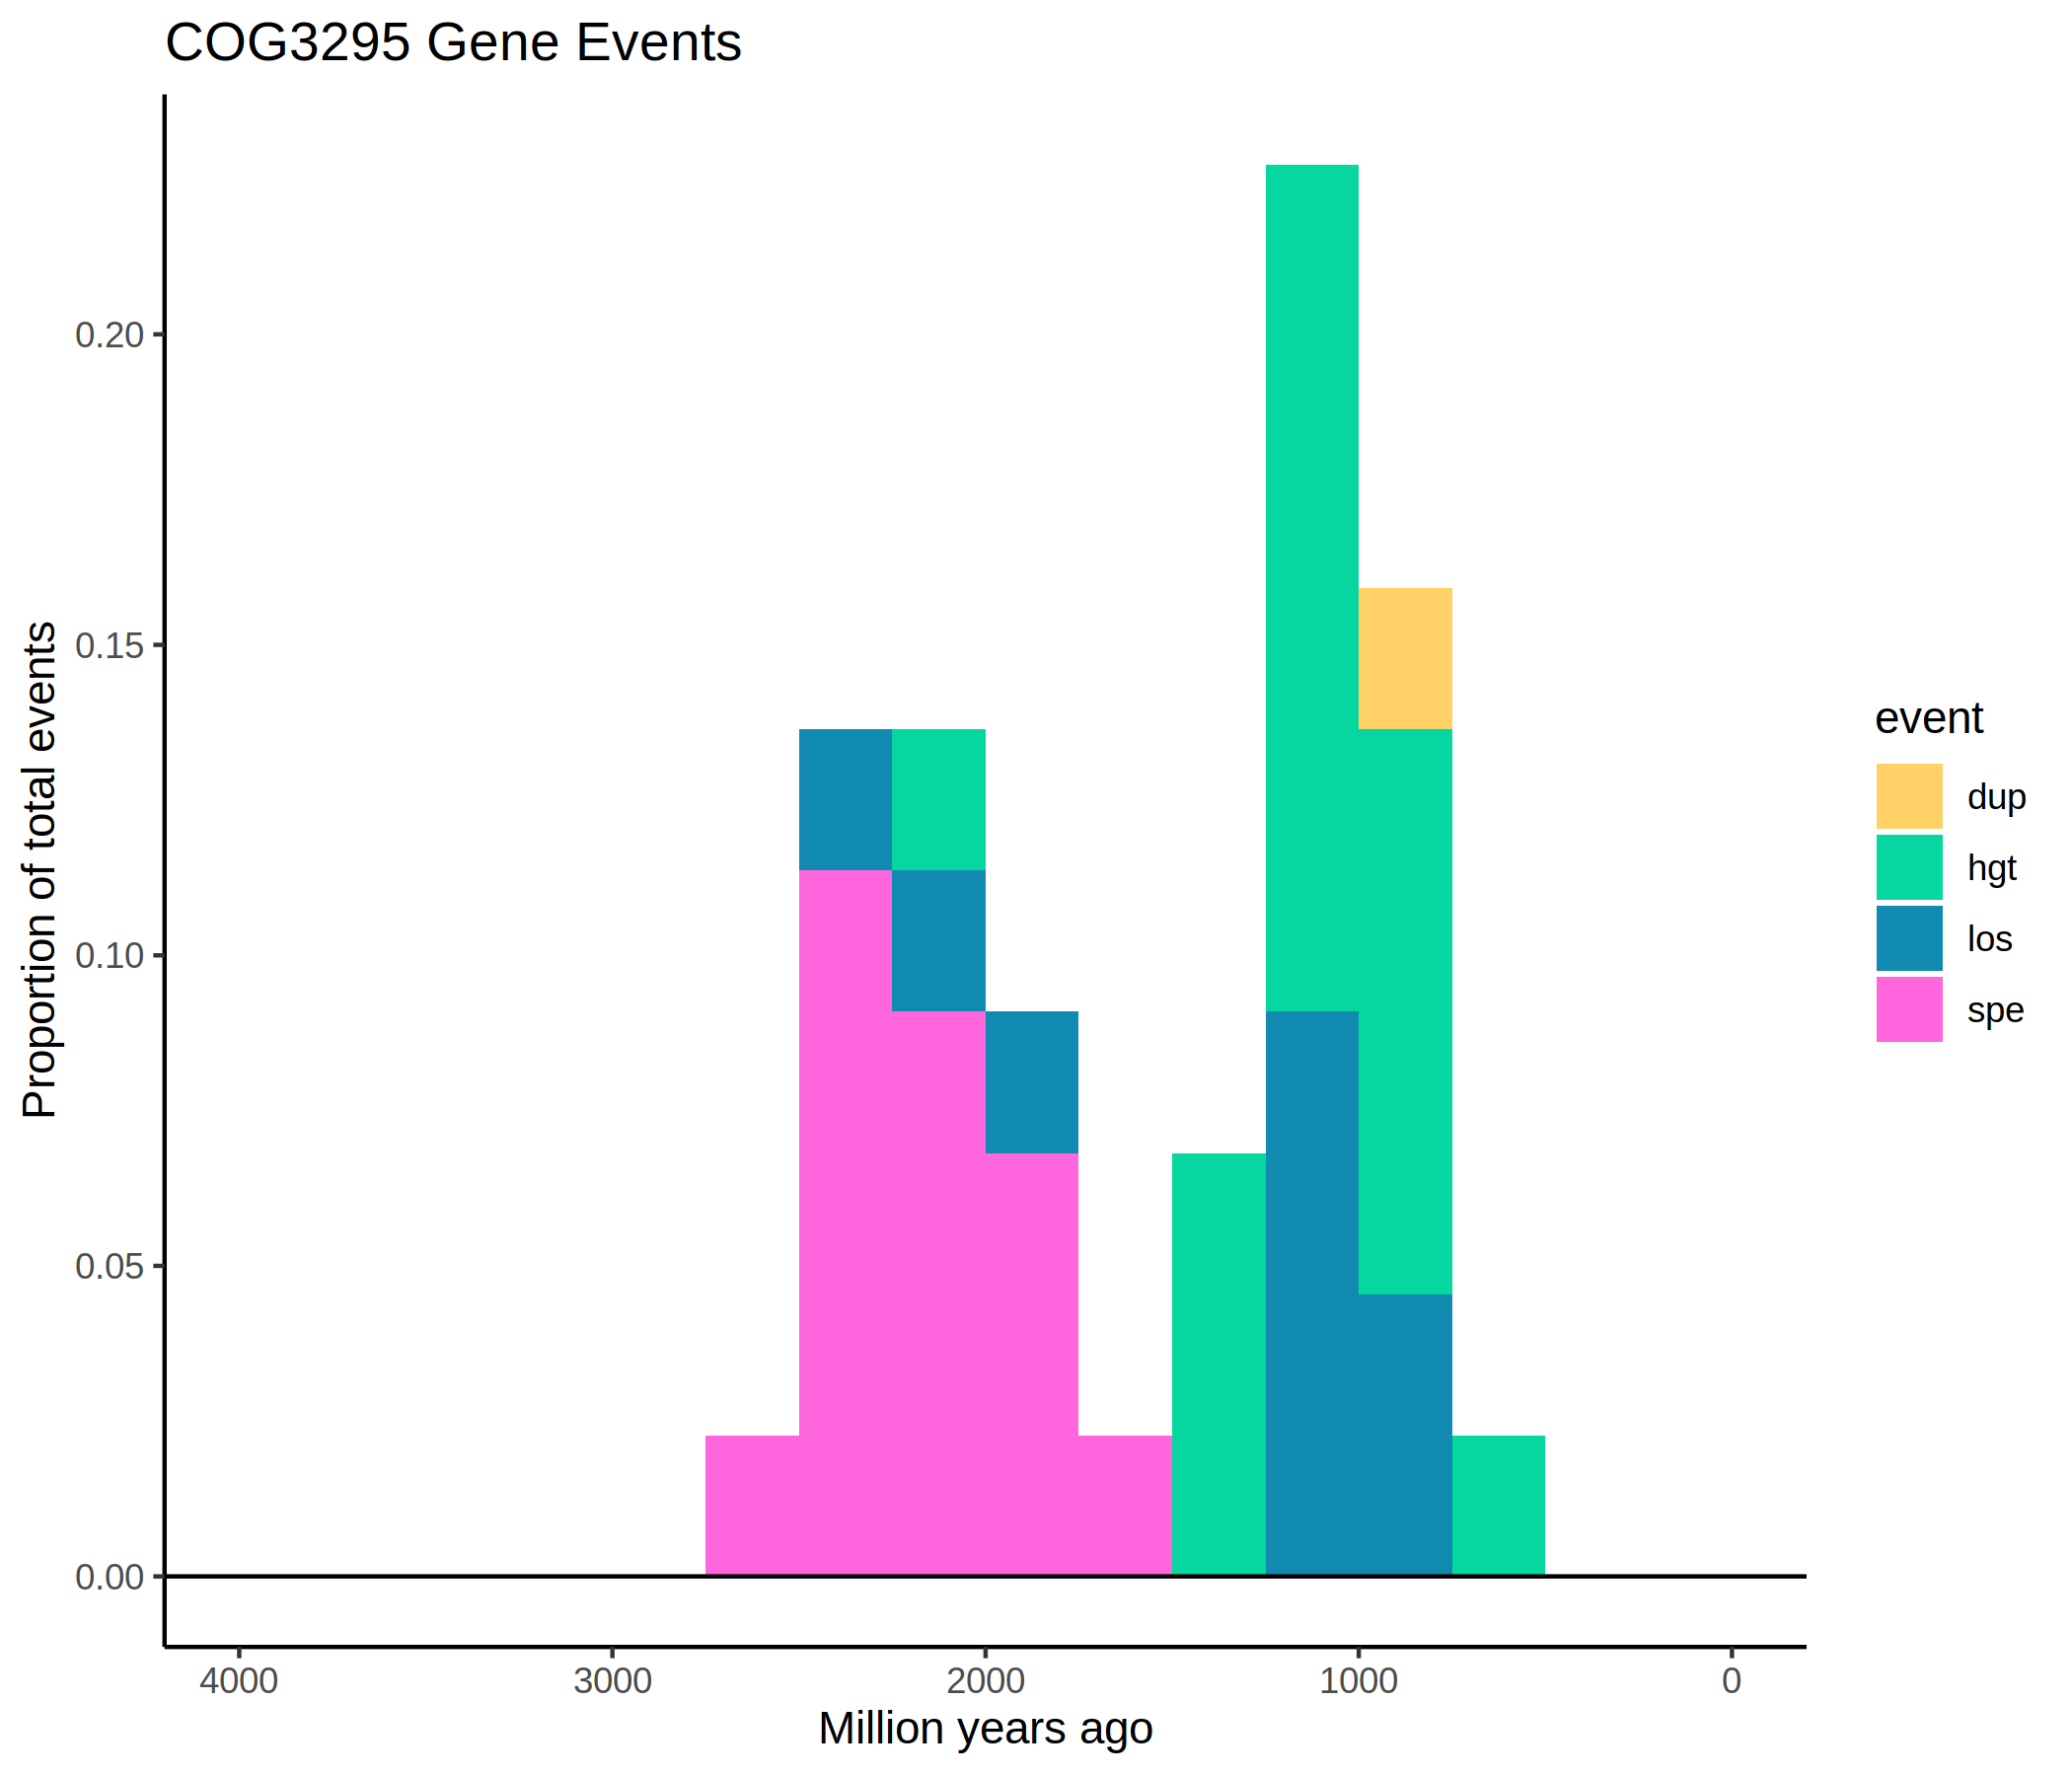 COG3295 Gene Events
Proportion of total events
0.20
0.15
0.10
0.05
0.00
4000 3000 2000 1000 0
Million years ago
event
dup
hgt
los
spe